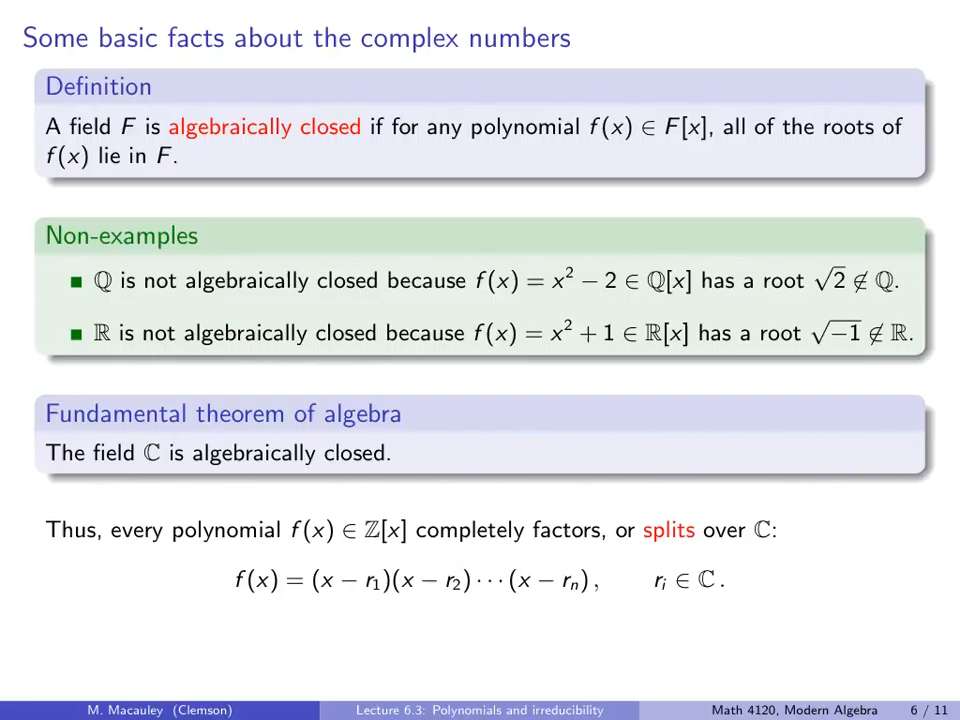 Some basic facts about the complex numbers
Definition
A field F is algebraically closed if for any polynomial f(x) ∈ F[x], all of the roots of
f(x) lie in F.
Non-examples
■ ℚ is not algebraically closed because f(x) = x² − 2 ∈ ℚ[x] has a root √2 ∉ ℚ.
■ ℝ is not algebraically closed because f(x) = x² + 1 ∈ ℝ[x] has a root √−1 ∉ ℝ.
Fundamental theorem of algebra
The field ℂ is algebraically closed.
Thus, every polynomial f(x) ∈ ℤ[x] completely factors, or splits over ℂ:
f(x) = (x − r₁)(x − r₂) ⋯ (x − rₙ), rᵢ ∈ ℂ.
M. Macauley (Clemson) Lecture 6.3: Polynomials and irreducibility Math 4120, Modern Algebra 6 / 11